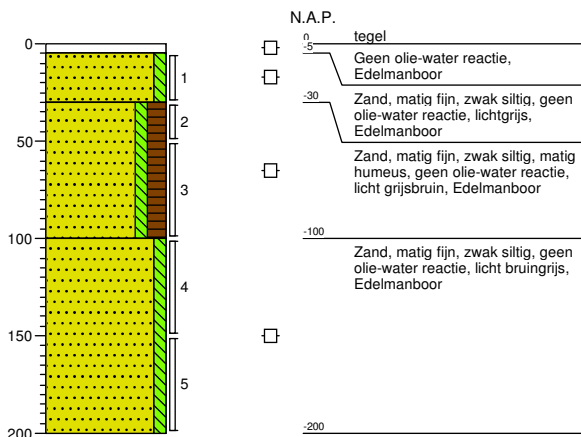 N.A.P.
0
0
tegel
-5
Geen olie-water reactie,
Edelmanboor
1
-30
Zand, matig fijn, zwak siltig, geen
olie-water reactie, lichtgrijs,
Edelmanboor
2
50
Zand, matig fijn, zwak siltig, matig
humeus, geen olie-water reactie,
licht grijsbruin, Edelmanboor
3
100
-100
Zand, matig fijn, zwak siltig, geen
olie-water reactie, licht bruingrijs,
Edelmanboor
4
150
5
200
-200